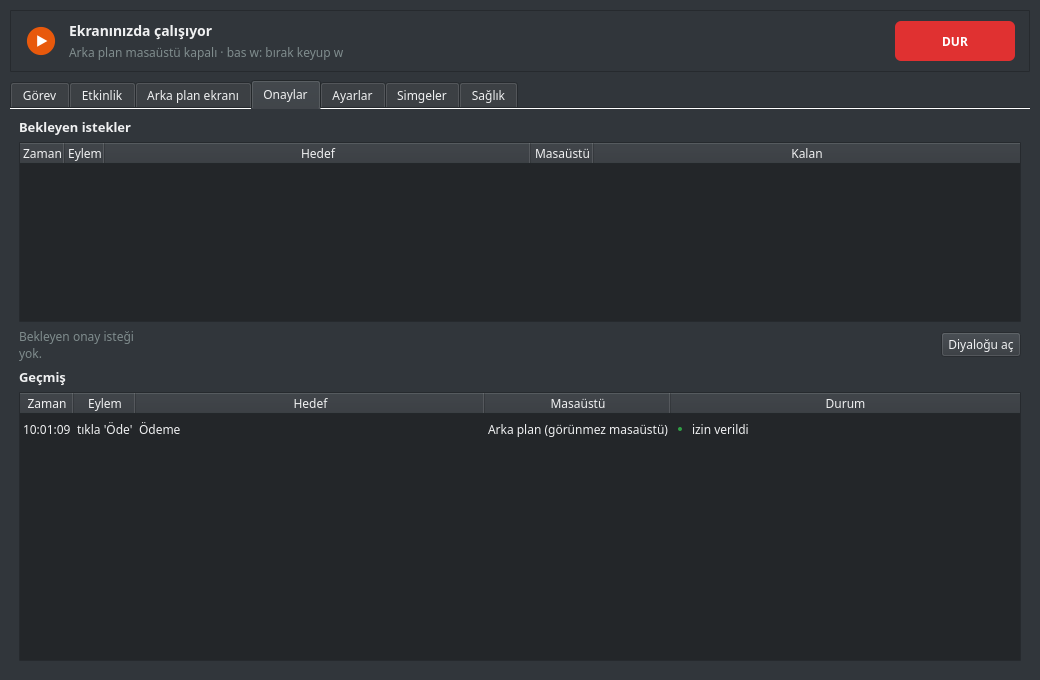 Ekranınızda çalışıyor
Arka plan masaüstü kapalı · bas w: bırak keyup w
DUR
Görev Etkinlik Arka plan ekranı Onaylar Ayarlar Simgeler Sağlık
Bekleyen istekler
Zaman Eylem Hedef Masaüstü Kalan
Bekleyen onay isteği
yok.
Diyaloğu aç
Geçmiş
Zaman Eylem Hedef Masaüstü Durum
10:01:09 tıkla 'Öde' Ödeme Arka plan (görünmez masaüstü) izin verildi